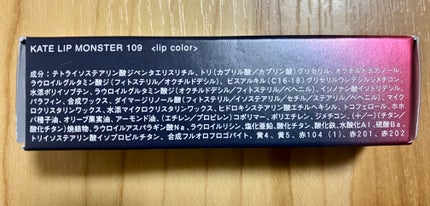 KATE LIP MONSTER 109  <lip color>
成分：テトライソステアリン酸ジペンタエリスリチル、トリ(カプリル酸/カプリン酸)グリセリル、オクチルドデカノール、
ラウロイルグルタミン酸ジ(フィトステリル/オクチルドデシル)、ビスアルキル(C16-18)グリセリルウンデシルジメチコン、
水添ポリイソブテン、ラウロイルグルタミン酸ジ(オクチルドデシル/フィトステリル/ベヘニル)、イソノナン酸イソトリデシル、
パラフィン、合成ワックス、ダイマージリノール酸(フィトステリル/イソステアリル/セチル/ステアリル/ベヘニル)、マイクロ
クリスタリンワックス、水添マイクロクリスタリンワックス、ヒドロキシステアリン酸エチルヘキシル、トコフェロール、ホホ
バ種子油、オリーブ果実油、アーモンド油、(エチレン/プロピレン)コポリマー、ポリエチレン、ジメチコン、(+/-)(チタン/
酸化チタン)焼結物、ラウロイルアスパラギン酸Na、ラウロイルリシン、塩化亜鉛、酸化チタン、酸化鉄、水酸化Al、硫酸Ba、
トリイソステアリン酸イソプロピルチタン、合成フルオロフロゴパイト、黄4、黄5、赤104(1)、赤201、赤202